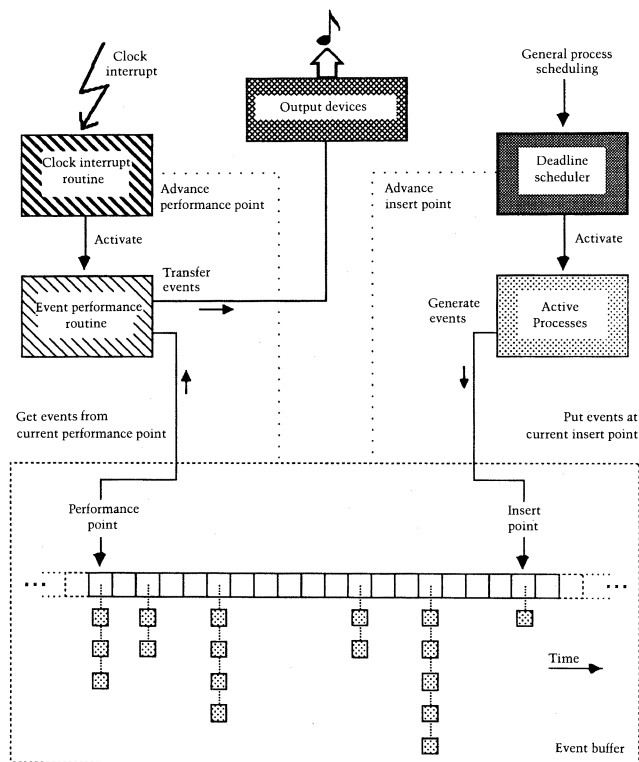 Clock
interrupt
General process
scheduling
Output devices
Clock interrupt
routine
Advance
performance point
Advance
insert point
Deadline
scheduler
Activate
Activate
Transfer
events
Event performance
routine
Generate
events
Active
Processes
Get events from
current performance point
Put events at
current insert point
Performance
point
Insert
point
Time
Event buffer